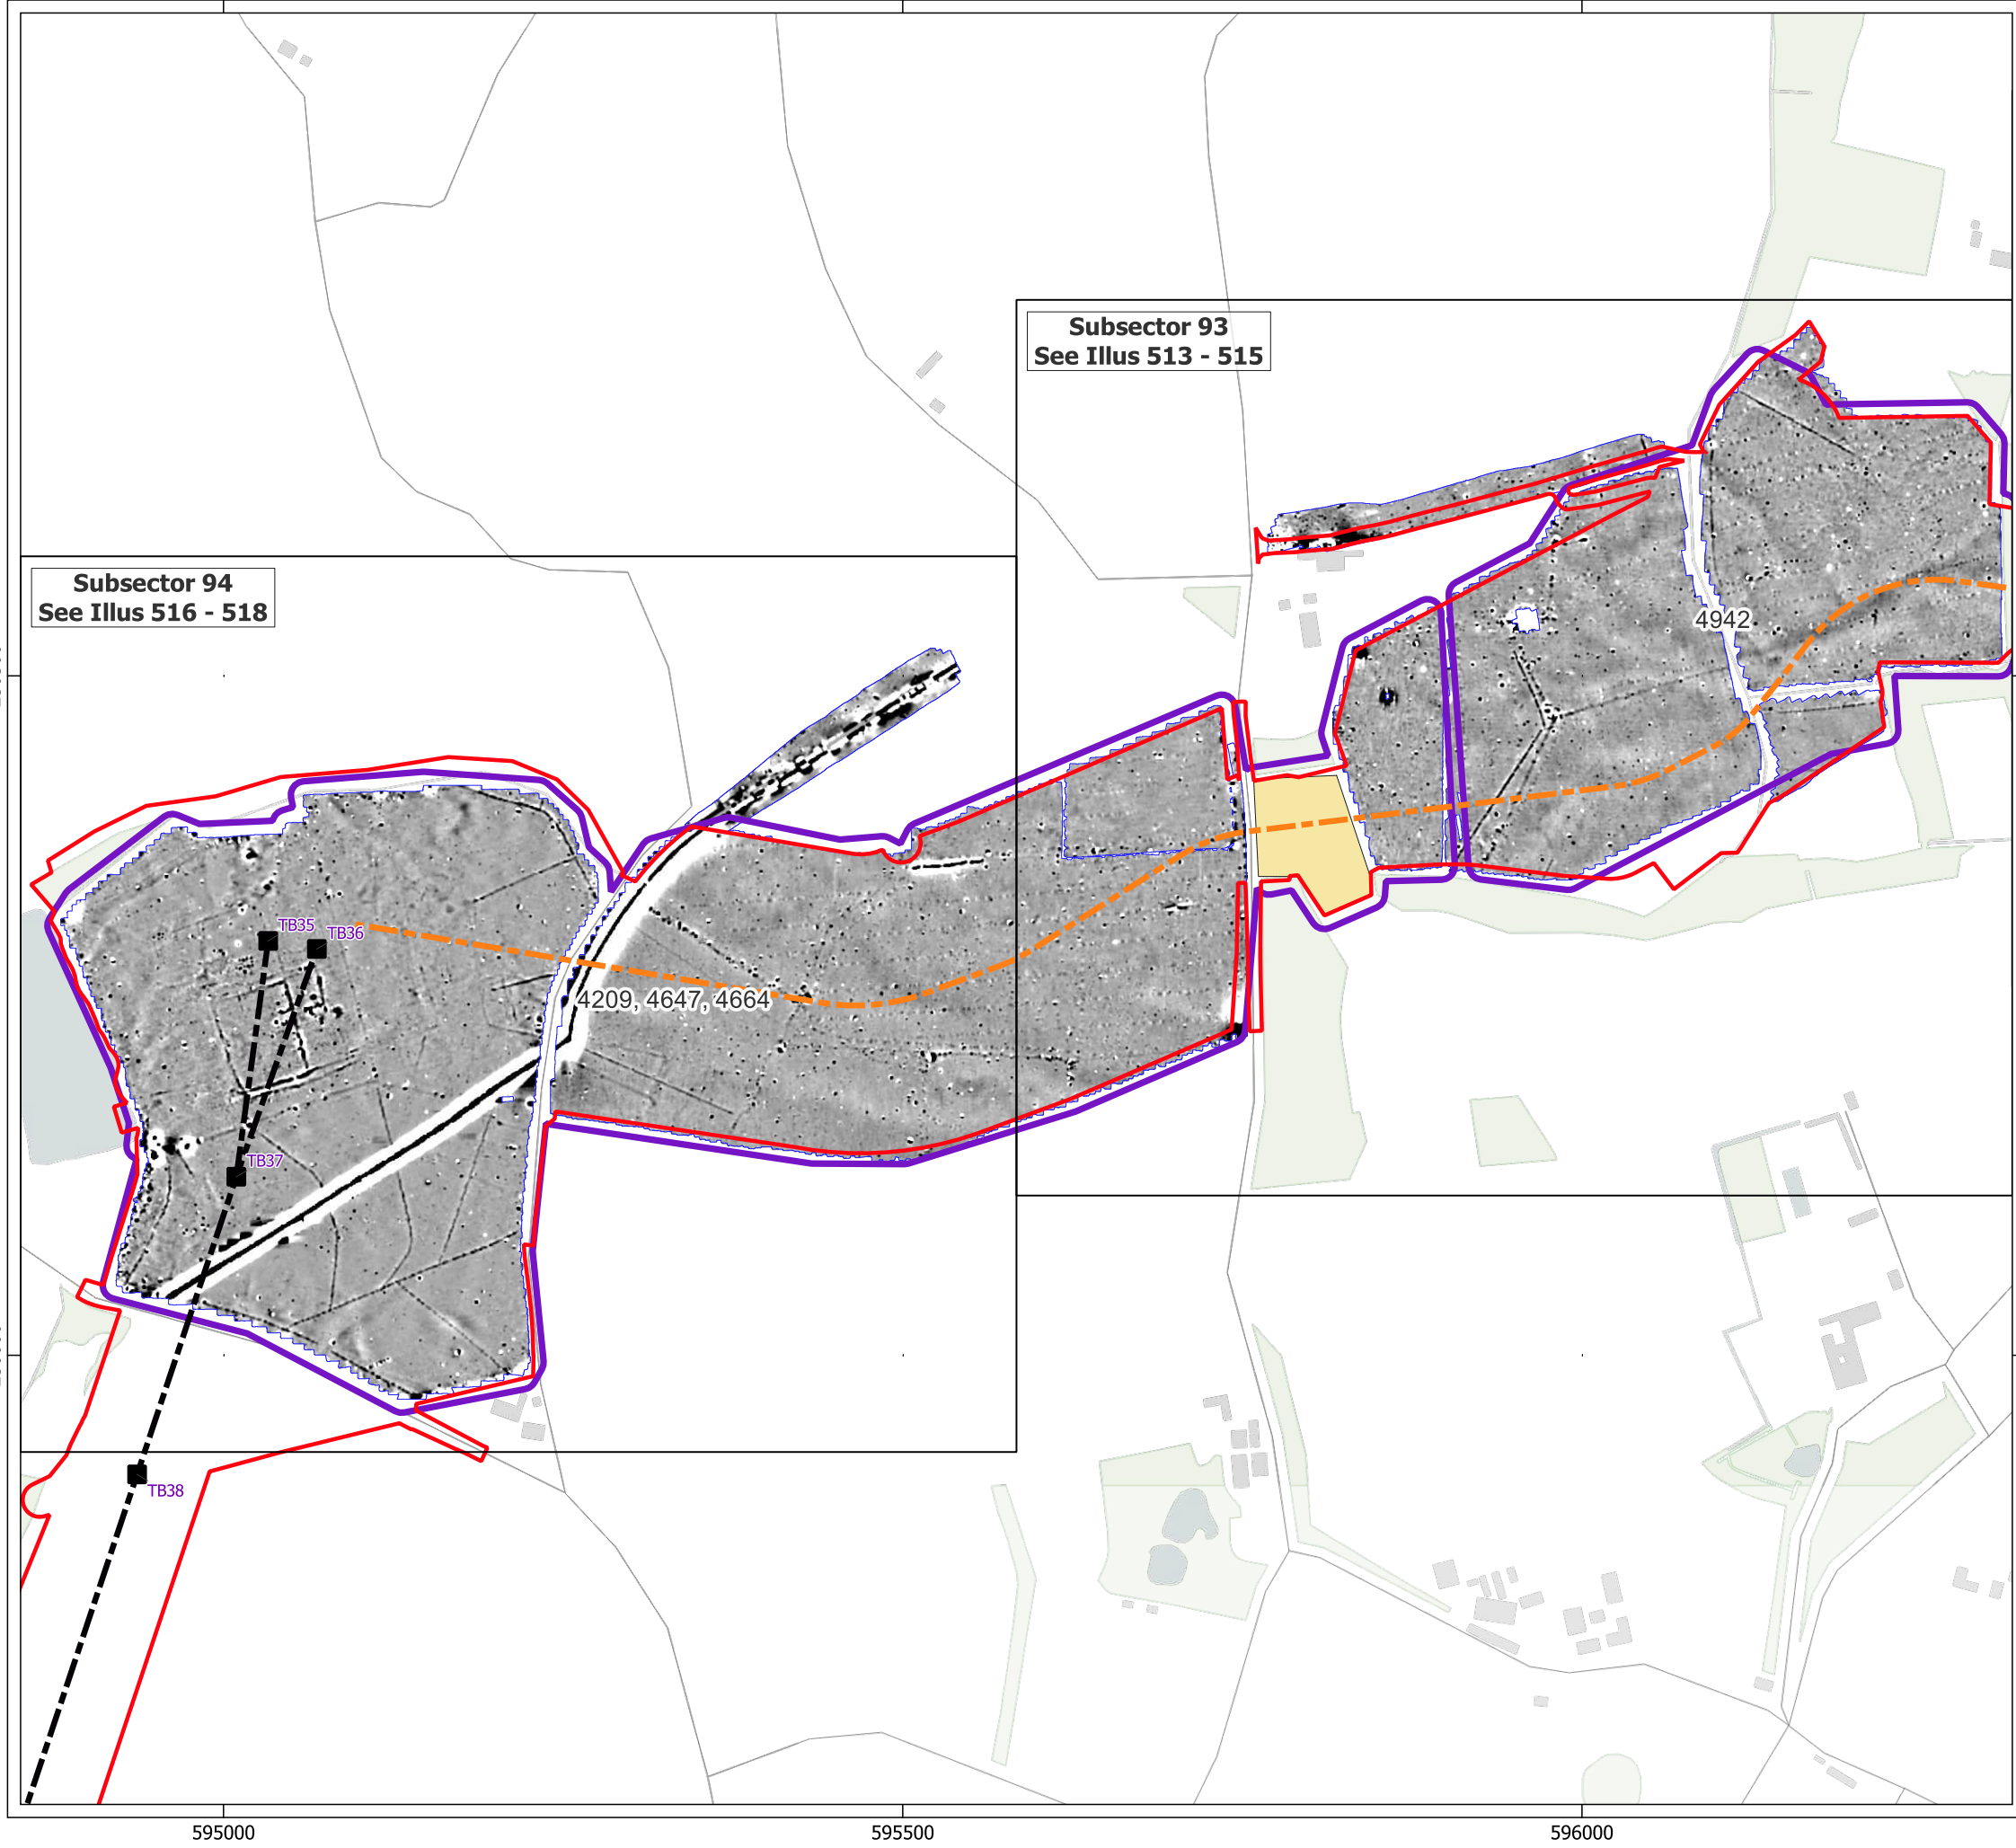 Subsector 93
See Illus 513 - 515
Subsector 94
See Illus 516 - 518
4942
TB35
TB36
4209, 4647, 4664
TB37
TB38
595000
595500
596000